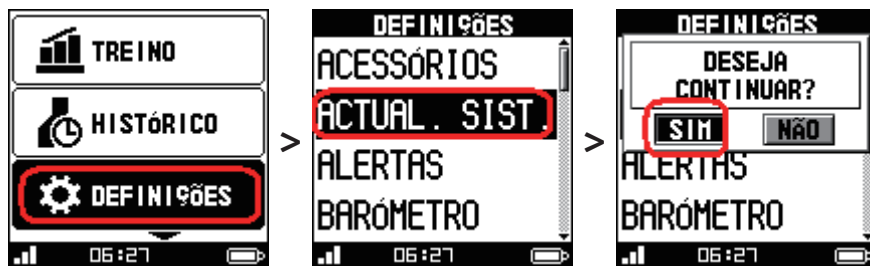 TREINO
HISTÓRICO
DEFINIÇÕES
06:27
>
DEFINIÇÕES
ACESSÓRIOS
ACTUAL. SIST.
ALERTAS
BARÓMETRO
06:27
>
DEFINIÇÕES
DESEJA
CONTINUAR?
SIM NÃO
ALERTAS
BARÓMETRO
06:27